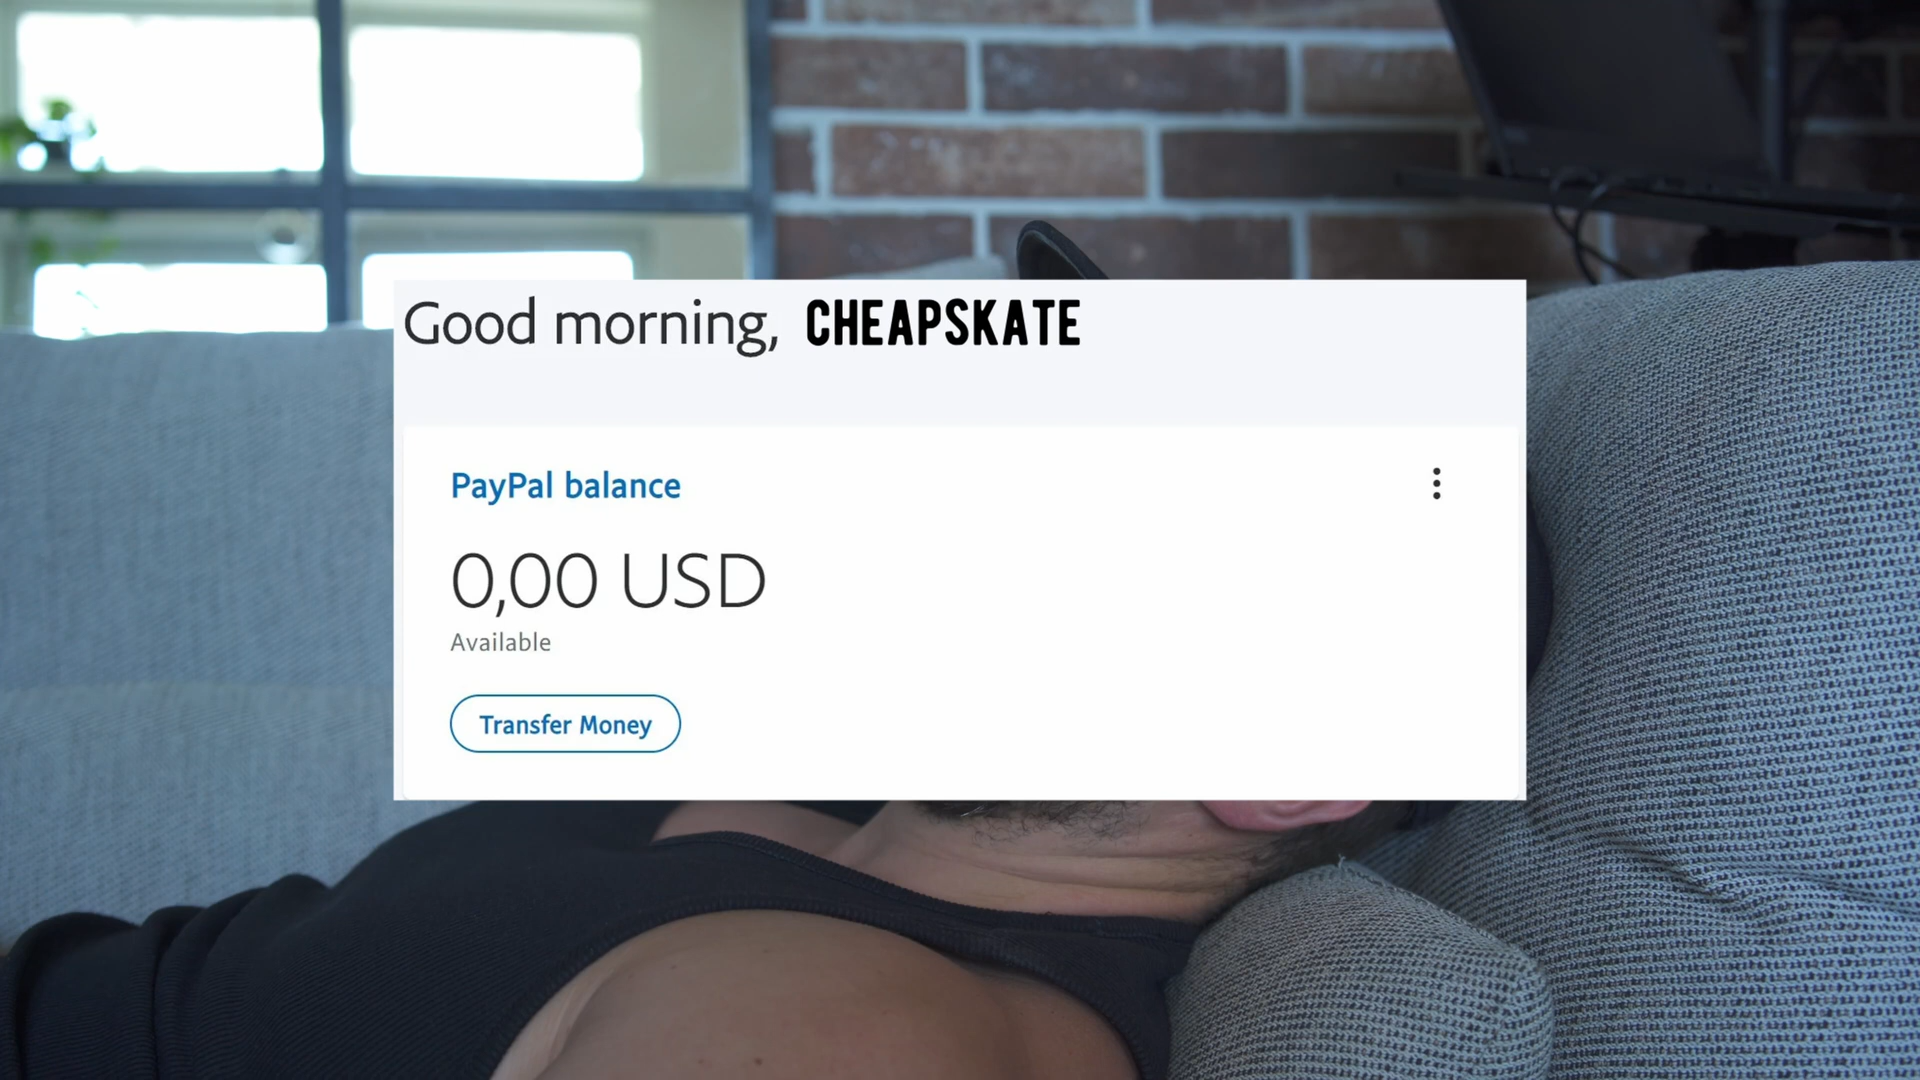 Good morning, CHEAPSKATE
PayPal balance
0,00 USD
Available
Transfer Money